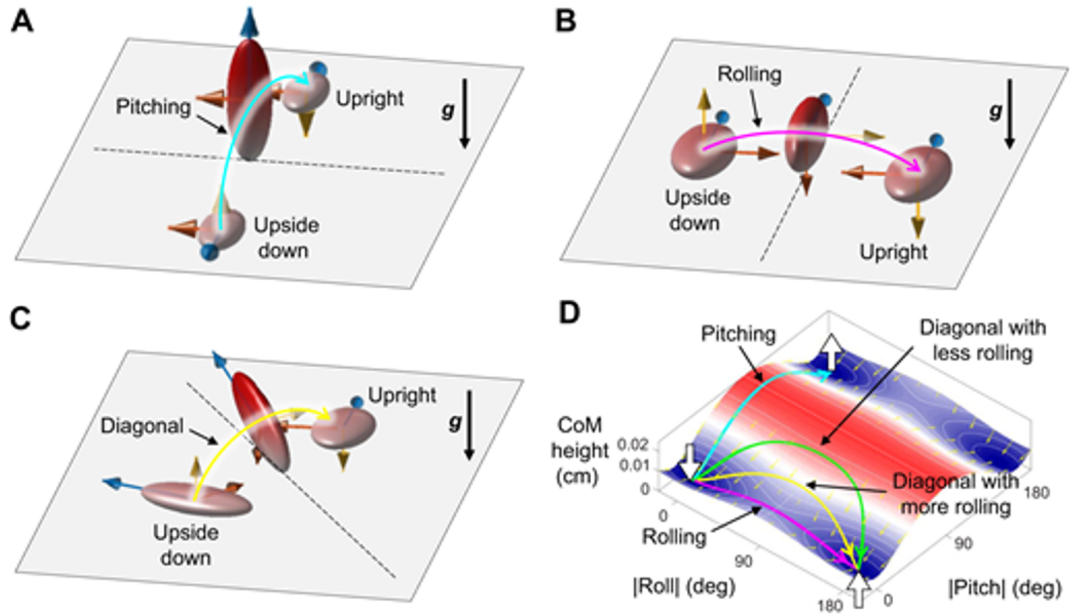 A
Pitching
Upright
g
Upside
down
B
Rolling
g
Upside
down
Upright
C
Diagonal
Upright
g
Upside
down
D
Pitching
Diagonal with
less rolling
CoM
height
(cm)
0.02
0.01
0
Diagonal with
more rolling
Rolling
0
90
180
|Roll| (deg)
0
90
180
|Pitch| (deg)